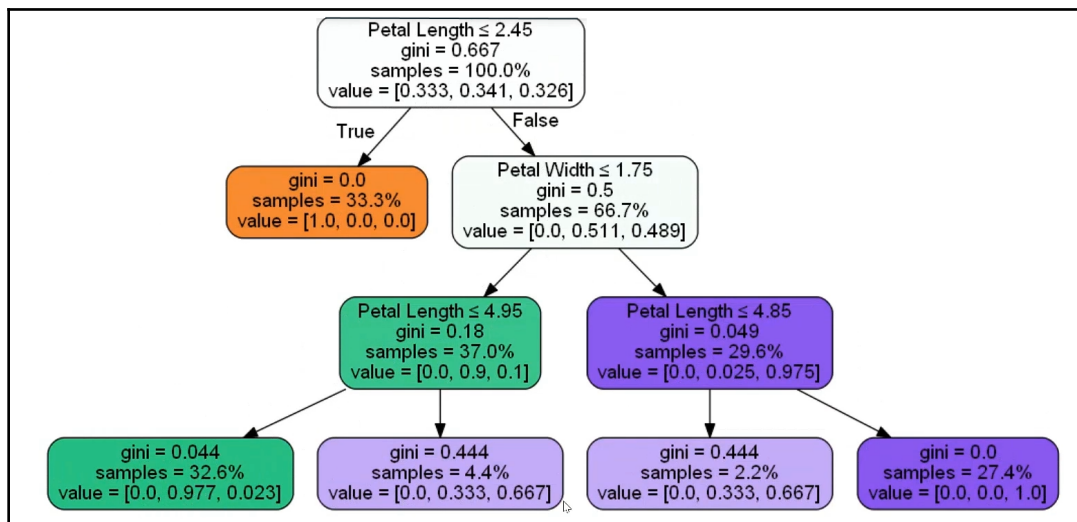 Petal Length ≤ 2.45
gini = 0.667
samples = 100.0%
value = [0.333, 0.341, 0.326]
True
False
gini = 0.0
samples = 33.3%
value = [1.0, 0.0, 0.0]
Petal Width ≤ 1.75
gini = 0.5
samples = 66.7%
value = [0.0, 0.511, 0.489]
Petal Length ≤ 4.95
gini = 0.18
samples = 37.0%
value = [0.0, 0.9, 0.1]
Petal Length ≤ 4.85
gini = 0.049
samples = 29.6%
value = [0.0, 0.025, 0.975]
gini = 0.044
samples = 32.6%
value = [0.0, 0.977, 0.023]
gini = 0.444
samples = 4.4%
value = [0.0, 0.333, 0.667]
gini = 0.444
samples = 2.2%
value = [0.0, 0.333, 0.667]
gini = 0.0
samples = 27.4%
value = [0.0, 0.0, 1.0]